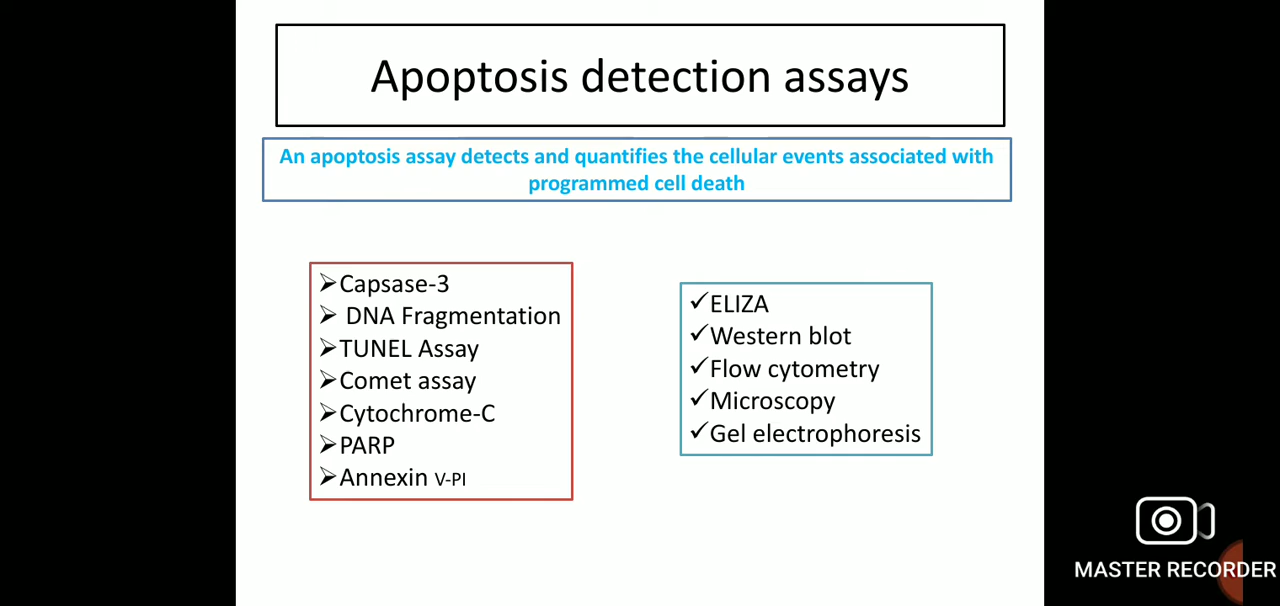 Apoptosis detection assays
An apoptosis assay detects and quantifies the cellular events associated with
programmed cell death
Capsase-3
DNA Fragmentation
TUNEL Assay
Comet assay
Cytochrome-C
PARP
Annexin V-PI
ELIZA
Western blot
Flow cytometry
Microscopy
Gel electrophoresis
MASTER RECORDER